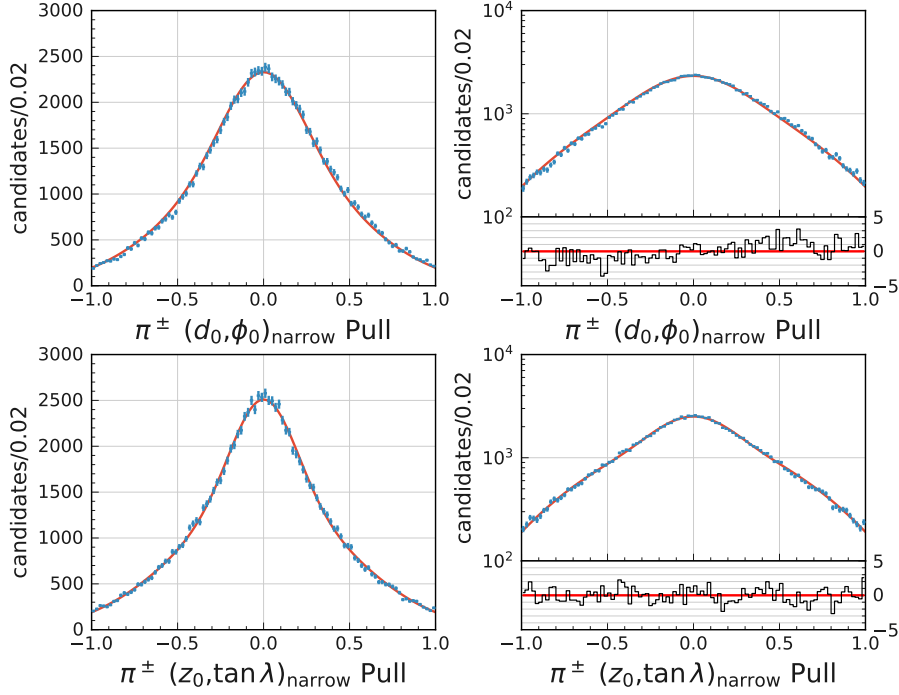 3000
2500
2000
1500
1000
500
0
candidates/0.02
−1.0 −0.5 0.0 0.5 1.0
π± (d₀,ϕ₀)narrow Pull
10⁴
10³
10²
candidates/0.02
5
0
−5
−1.0 −0.5 0.0 0.5 1.0
π± (d₀,ϕ₀)narrow Pull
3000
2500
2000
1500
1000
500
0
candidates/0.02
−1.0 −0.5 0.0 0.5 1.0
π± (z₀,tan λ)narrow Pull
10⁴
10³
10²
candidates/0.02
5
0
−5
−1.0 −0.5 0.0 0.5 1.0
π± (z₀,tan λ)narrow Pull